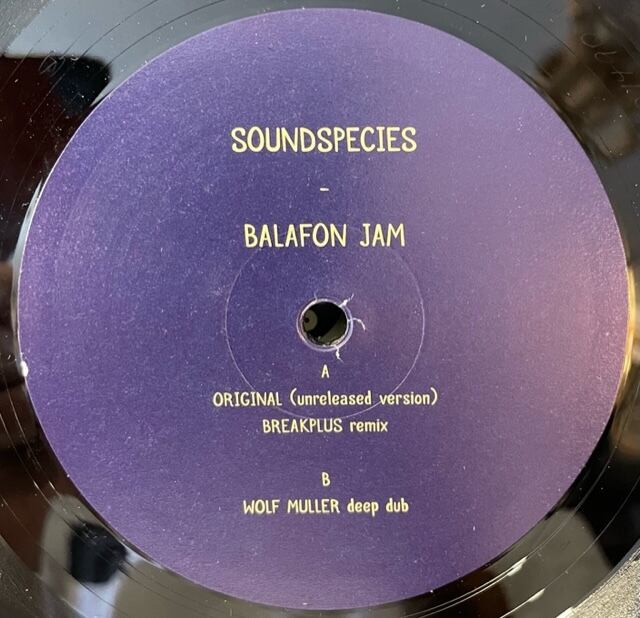 SOUNDSPECIES
-
BALAFON JAM
A
ORIGINAL (unreleased version)
BREAKPLUS remix
B
WOLF MULLER deep dub